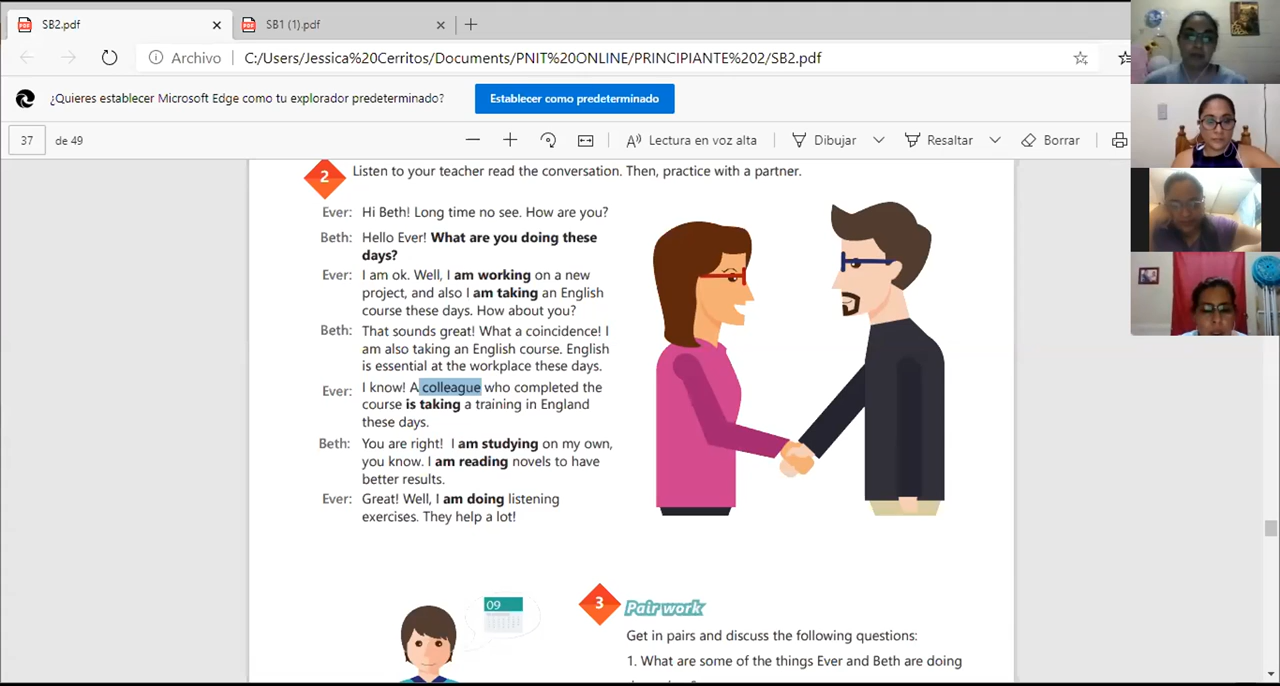 SB2.pdf
SB1 (1).pdf
Archivo
C:/Users/Jessica%20Cerritos/Documents/PNIT%20ONLINE/PRINCIPIANTE%202/SB2.pdf
¿Quieres establecer Microsoft Edge como tu explorador predeterminado?
Establecer como predeterminado
37 de 49
Lectura en voz alta
Dibujar
Resaltar
Borrar
2 Listen to your teacher read the conversation. Then, practice with a partner.
Ever: Hi Beth! Long time no see. How are you?
Beth: Hello Ever! What are you doing these
days?
Ever: I am ok. Well, I am working on a new
project, and also I am taking an English
course these days. How about you?
Beth: That sounds great! What a coincidence! I
am also taking an English course. English
is essential at the workplace these days.
Ever: I know! A colleague who completed the
course is taking a training in England
these days.
Beth: You are right! I am studying on my own,
you know. I am reading novels to have
better results.
Ever: Great! Well, I am doing listening
exercises. They help a lot!
09
3 Pair work
Get in pairs and discuss the following questions:
1. What are some of the things Ever and Beth are doing